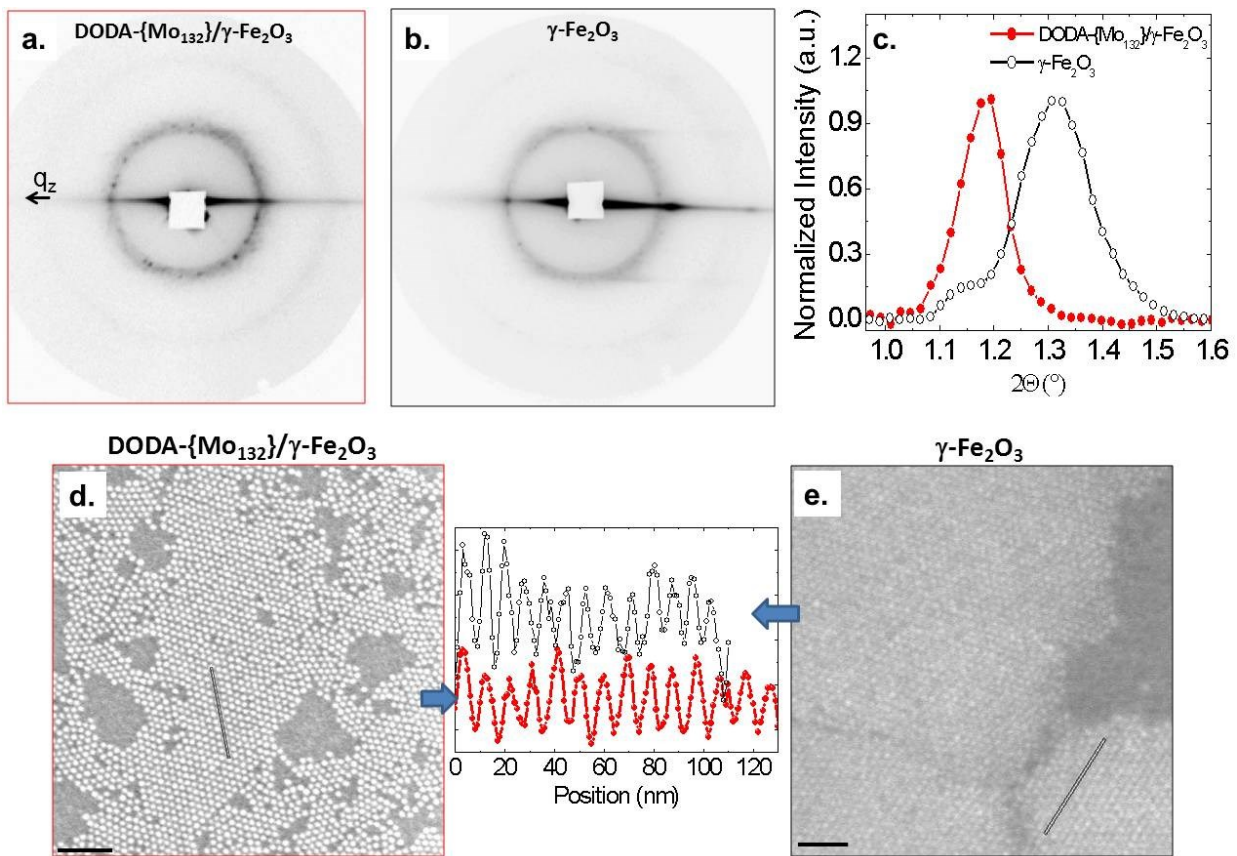 a.
DODA-{Mo132}/γ-Fe2O3
qz
b.
γ-Fe2O3
c.
DODA-{Mo132}/γ-Fe2O3
γ-Fe2O3
Normalized Intensity (a.u.)
1.2
0.9
0.6
0.3
0.0
1.0 1.1 1.2 1.3 1.4 1.5 1.6
2Θ (°)
DODA-{Mo132}/γ-Fe2O3
d.
0 20 40 60 80 100 120
Position (nm)
γ-Fe2O3
e.